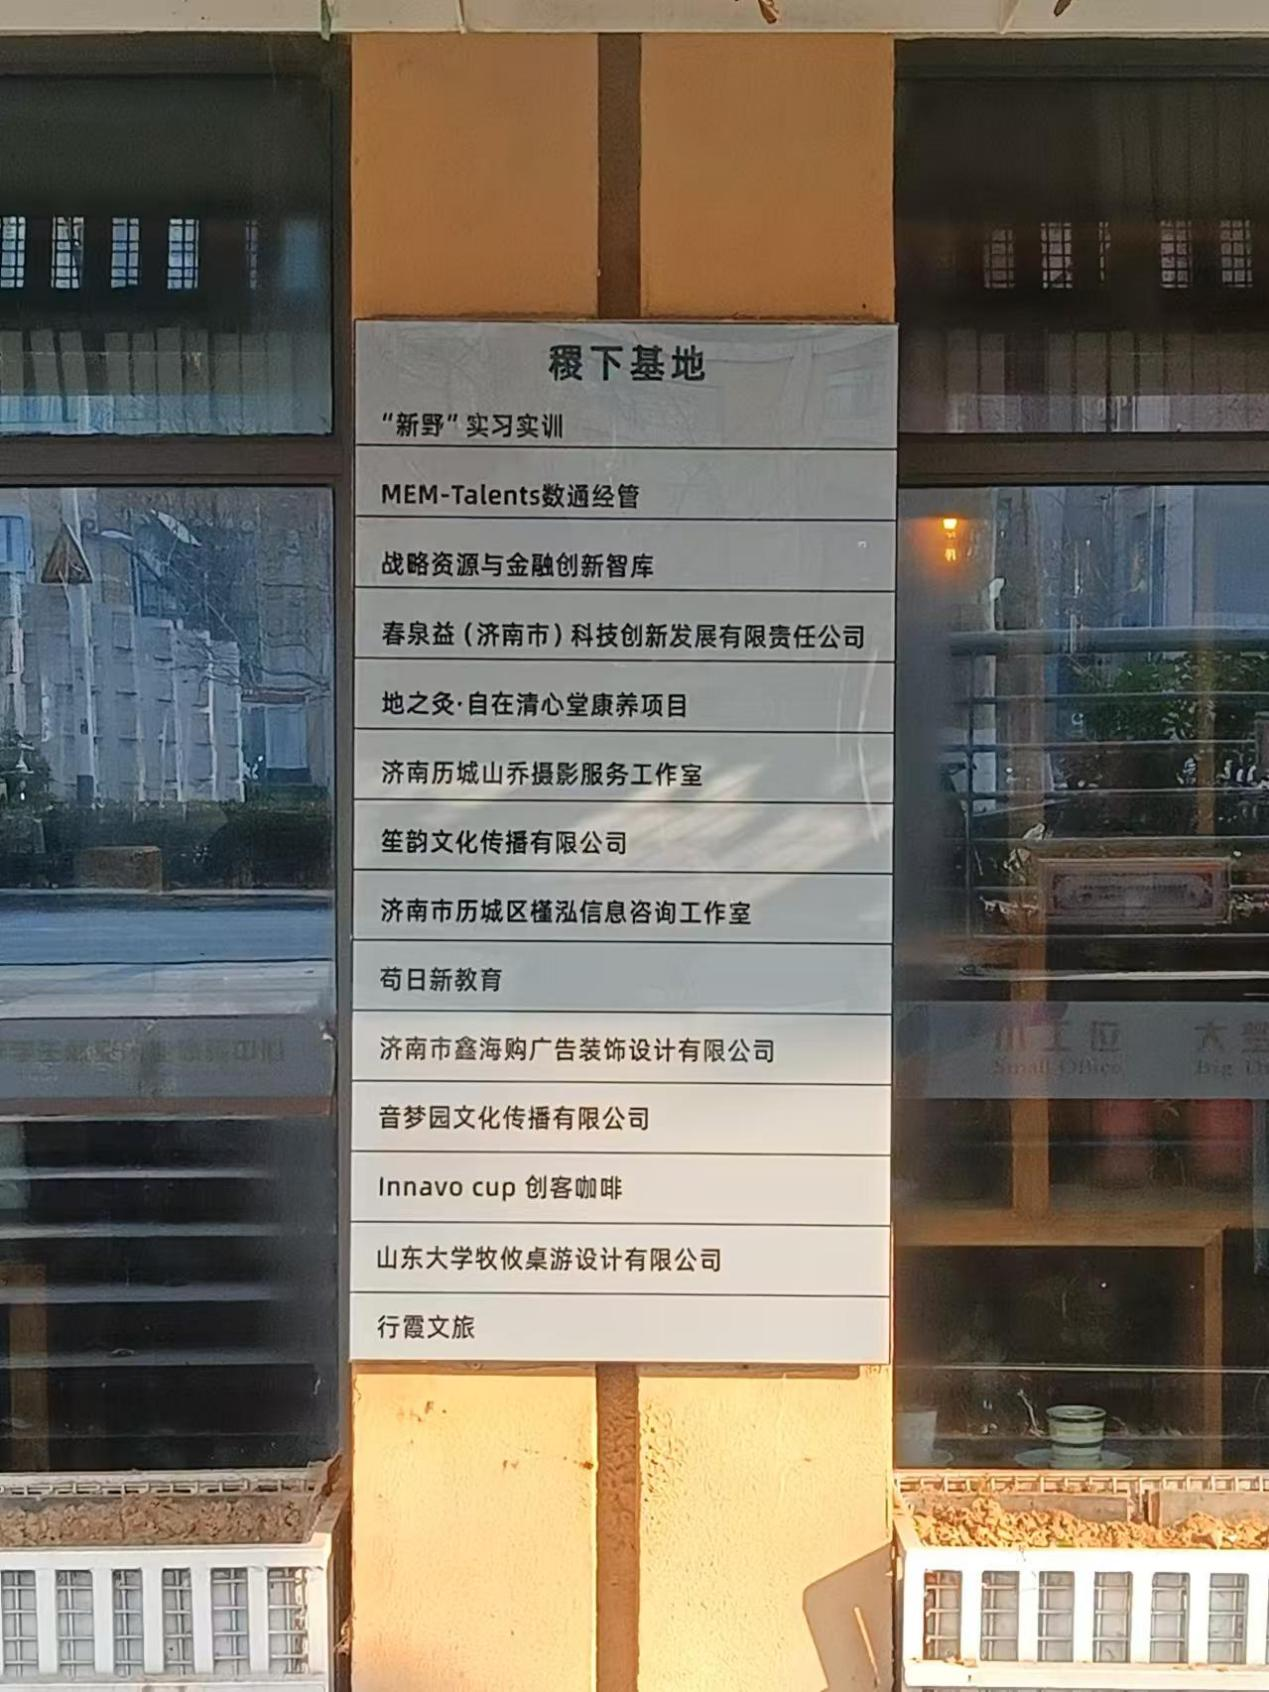 稷下基地
“新野”实习实训
MEM-Talents数通经管
战略资源与金融创新智库
春泉益（济南市）科技创新发展有限责任公司
地之灸·自在清心堂康养项目
济南历城山乔摄影服务工作室
笙韵文化传播有限公司
济南市历城区槿泓信息咨询工作室
苟日新教育
济南市鑫海购广告装饰设计有限公司
音梦园文化传播有限公司
Innavo cup 创客咖啡
山东大学牧攸桌游设计有限公司
行霞文旅
小工位
Small Office